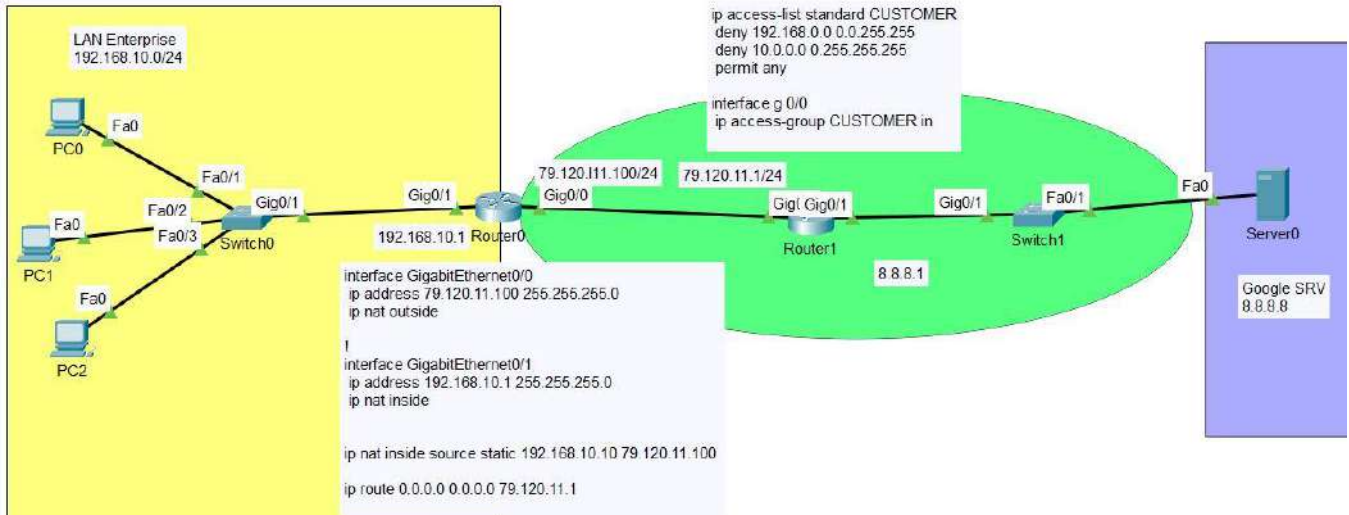 LAN Enterprise
192.168.10.0/24
Fa0
PC0
Fa0/1
Fa0/2
Gig0/1
Fa0
Fa0/3
Switch0
PC1
Fa0
PC2
Gig0/1
192.168.10.1
Router0
79.120.l11.100/24
Gig0/0
79.120.11.1/24
ip access-list standard CUSTOMER
deny 192.168.0.0 0.0.255.255
deny 10.0.0.0 0.255.255.255
permit any
interface g 0/0
ip access-group CUSTOMER in
Gig0/1
Router1
8.8.8.1
Gig0/1
Fa0/1
Switch1
Fa0
Server0
Google SRV
8.8.8.8
interface GigabitEthernet0/0
ip address 79.120.11.100 255.255.255.0
ip nat outside
!
interface GigabitEthernet0/1
ip address 192.168.10.1 255.255.255.0
ip nat inside
ip nat inside source static 192.168.10.10 79.120.11.100
ip route 0.0.0.0 0.0.0.0 79.120.11.1